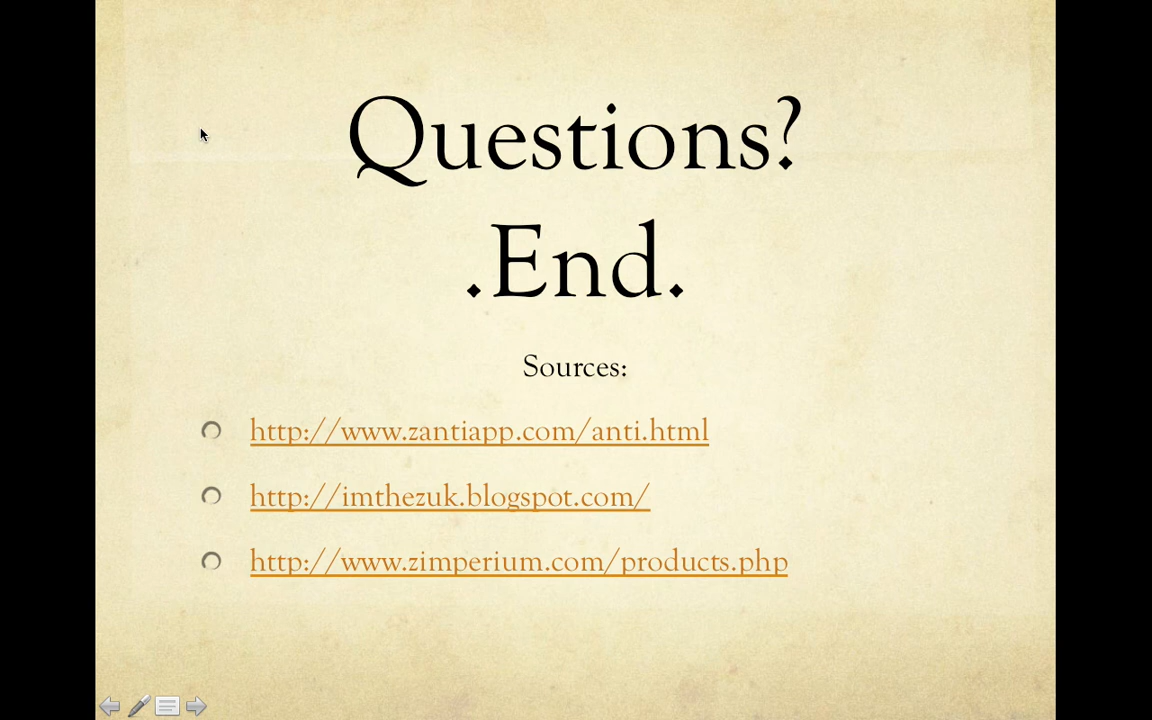 Questions?
.End.
Sources:
http://www.zantiapp.com/anti.html
http://imthezuk.blogspot.com/
http://www.zimperium.com/products.php